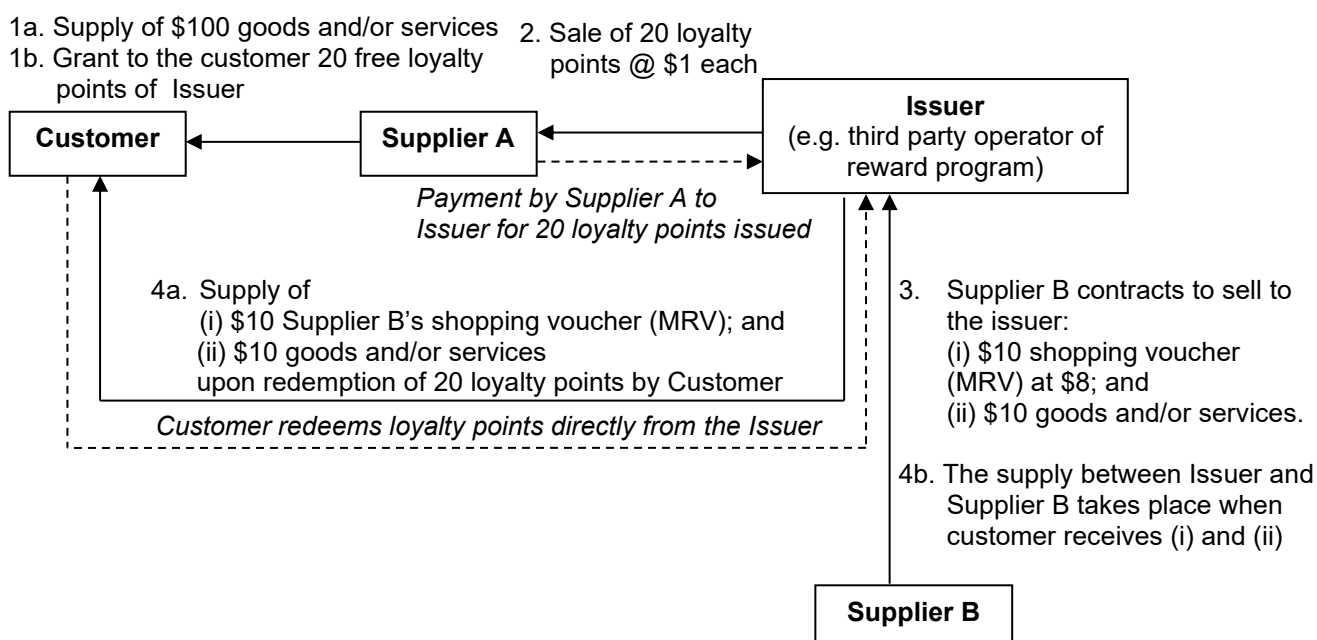 1a. Supply of $100 goods and/or services
1b. Grant to the customer 20 free loyalty
points of Issuer
2. Sale of 20 loyalty
points @ $1 each
Customer
Supplier A
Issuer
(e.g. third party operator of
reward program)
Payment by Supplier A to
Issuer for 20 loyalty points issued
4a. Supply of
(i) $10 Supplier B’s shopping voucher (MRV); and
(ii) $10 goods and/or services
upon redemption of 20 loyalty points by Customer
Customer redeems loyalty points directly from the Issuer
3. Supplier B contracts to sell to
the issuer:
(i) $10 shopping voucher
(MRV) at $8; and
(ii) $10 goods and/or services.
4b. The supply between Issuer and
Supplier B takes place when
customer receives (i) and (ii)
Supplier B